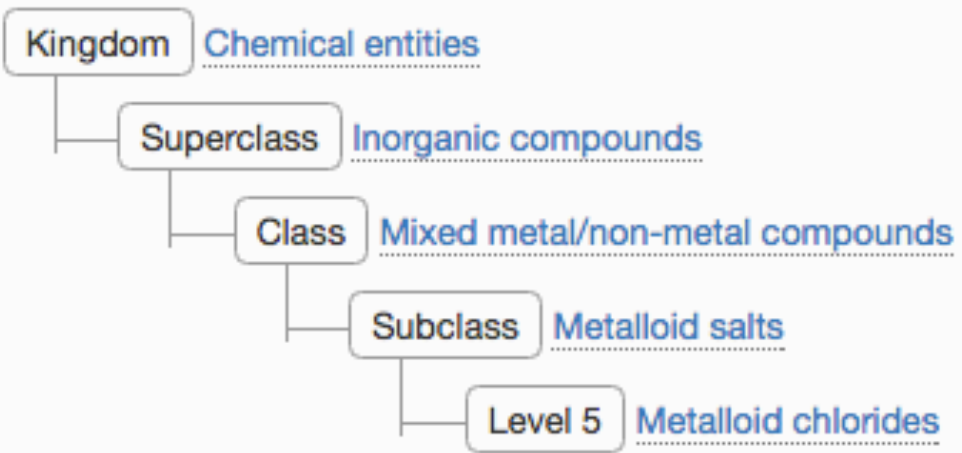 Kingdom Chemical entities
Superclass Inorganic compounds
Class Mixed metal/non-metal compounds
Subclass Metalloid salts
Level 5 Metalloid chlorides